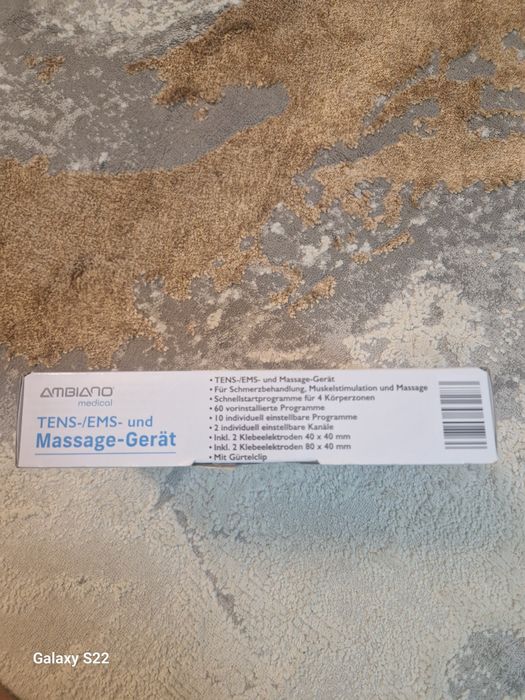 AMBIANO
medical
TENS-/EMS- und
Massage-Gerät
• TENS-/EMS- und Massage-Gerät
• Für Schmerzbehandlung, Muskelstimulation und Massage
• Schnellstartprogramme für 4 Körperzonen
• 60 vorinstallierte Programme
• 10 individuell einstellbare Programme
• 2 individuell einstellbare Kanäle
• Inkl. 2 Klebeelektroden 40 x 40 mm
• Inkl. 2 Klebeelektroden 80 x 40 mm
• Mit Gürtelclip
Galaxy S22